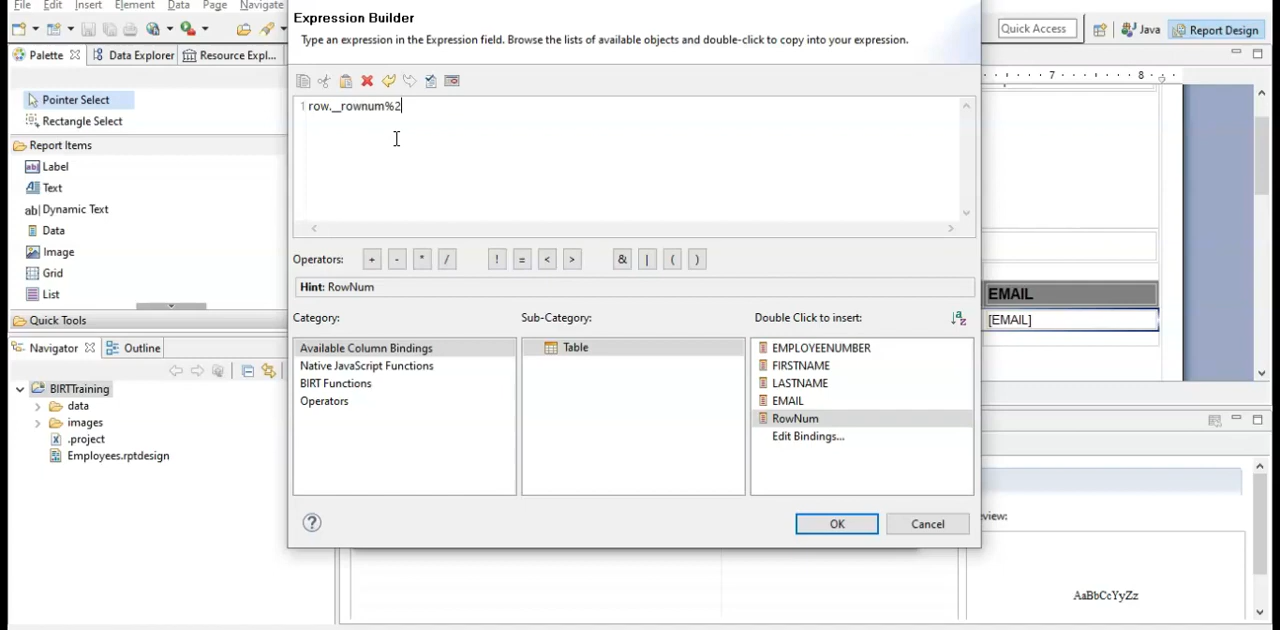 File Edit Insert Element Data Page Navigate
Expression Builder
Type an expression in the Expression field. Browse the lists of available objects and double-click to copy into your expression.
Quick Access
Java
Report Design
Palette
Data Explorer
Resource Expl...
7
8
1 row.__rownum%2
Pointer Select
Rectangle Select
Report Items
Label
Text
ab| Dynamic Text
Data
Image
Grid
List
Quick Tools
Operators: + - * / ! = < > & | ( )
Hint: RowNum
EMAIL
[EMAIL]
Category:
Sub-Category:
Double Click to insert:
Available Column Bindings
Native JavaScript Functions
BIRT Functions
Operators
Table
EMPLOYEENUMBER
FIRSTNAME
LASTNAME
EMAIL
RowNum
Edit Bindings...
Navigator
Outline
BIRTTraining
data
images
.project
Employees.rptdesign
?
OK
Cancel
AaBbCcYyZz